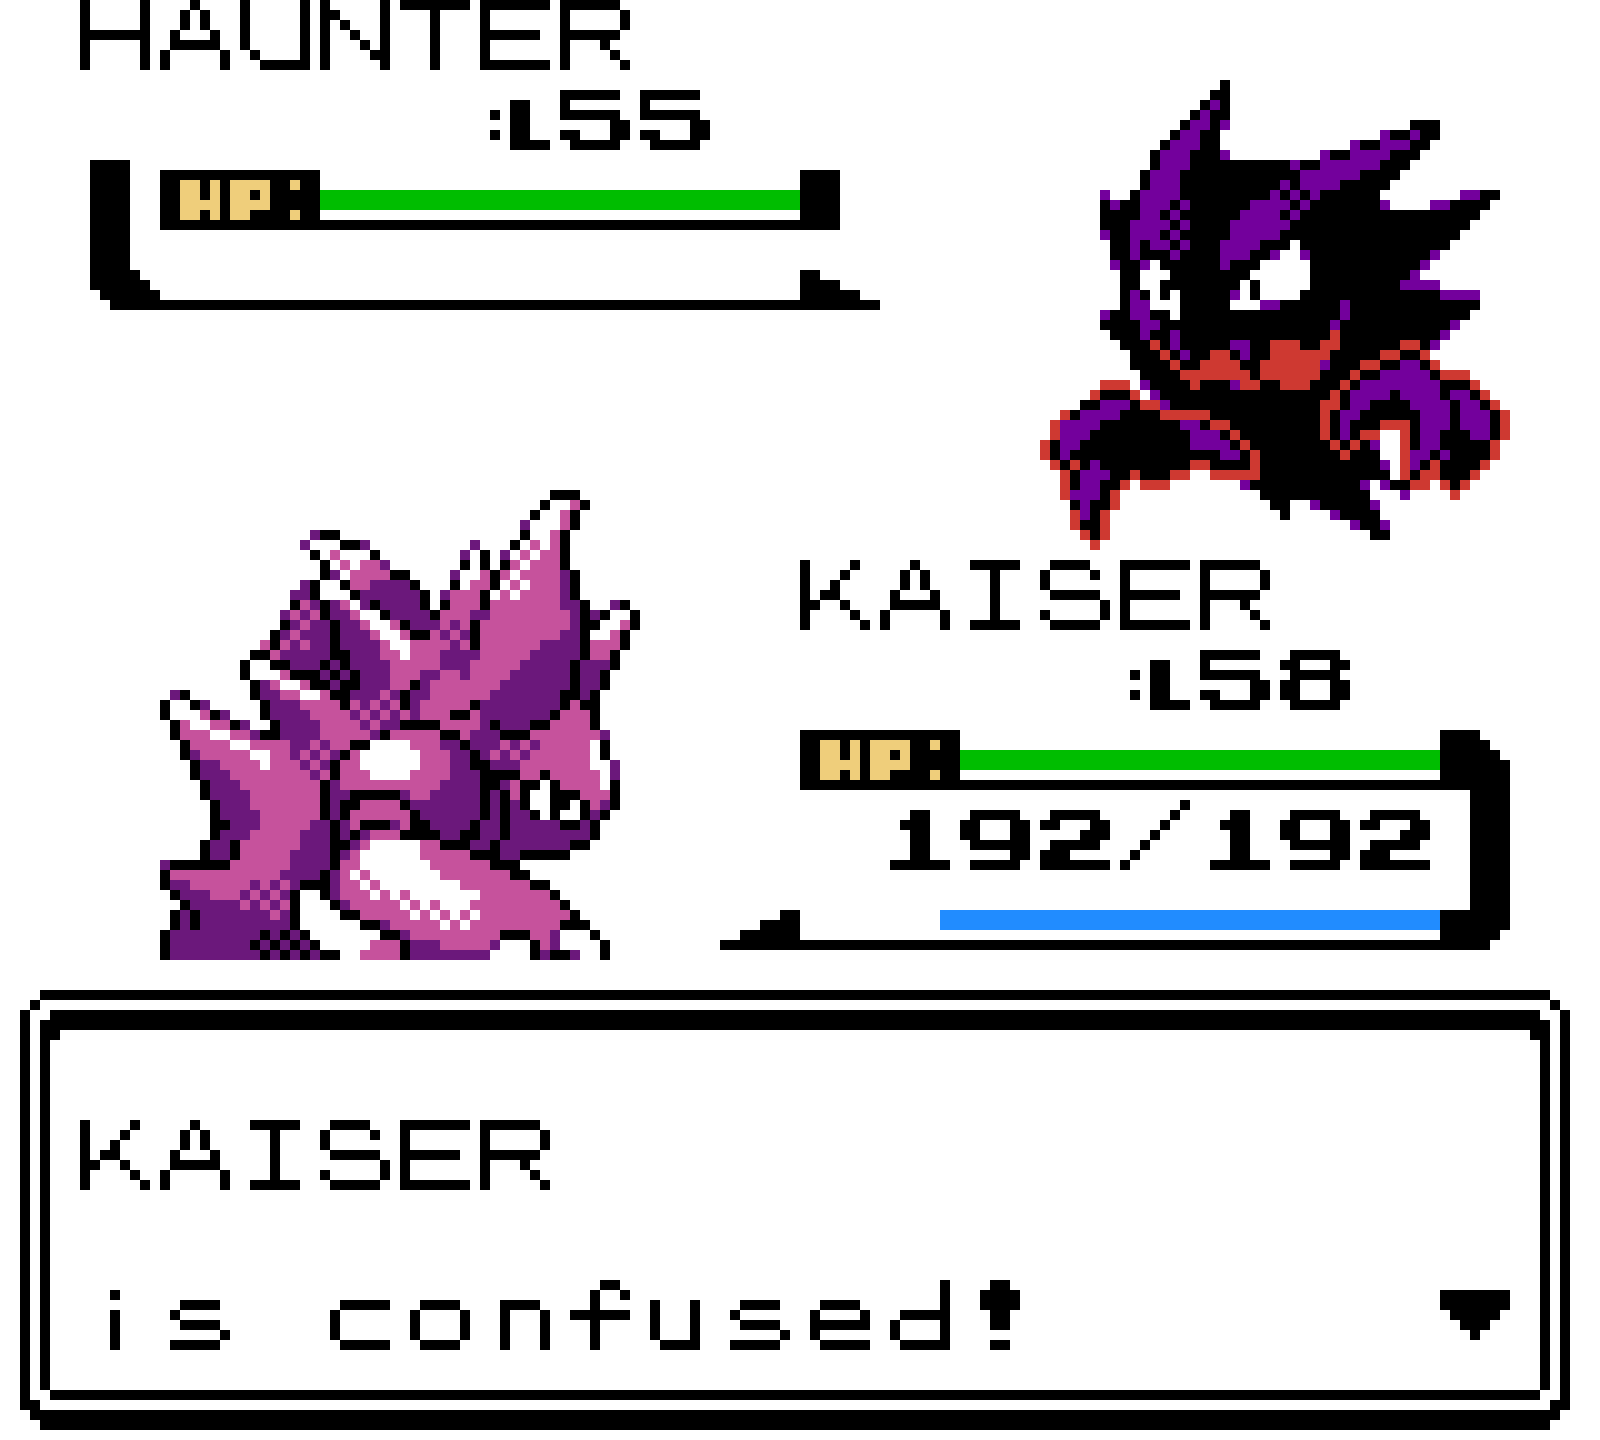 HAUNTER
:L55
HP:
KAISER
:L58
HP:
192/192
KAISER
is confused!